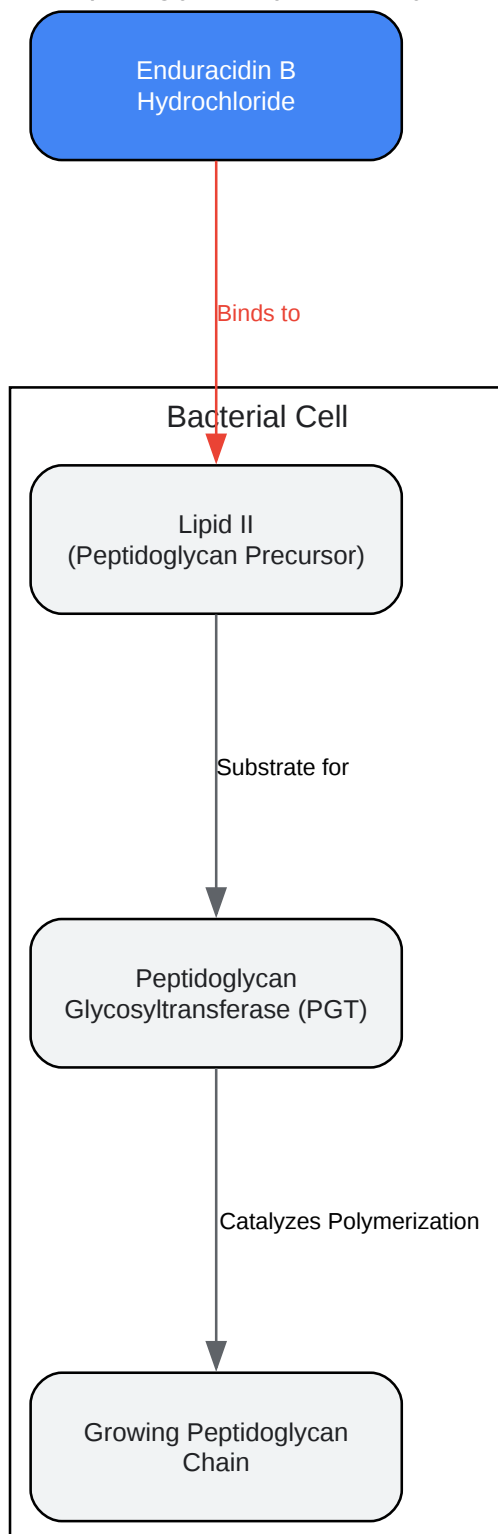 Enduracidin B
Hydrochloride
Binds to
Bacterial Cell
Lipid II
(Peptidoglycan Precursor)
Substrate for
Peptidoglycan
Glycosyltransferase (PGT)
Catalyzes Polymerization
Growing Peptidoglycan
Chain